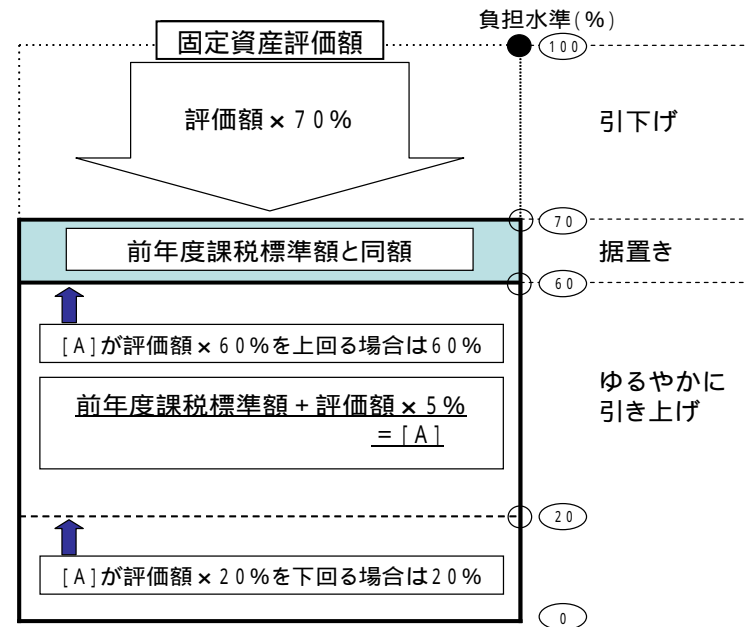 負担水準(%)
固定資産評価額
100
評価額×70%
引下げ
70
前年度課税標準額と同額
据置き
60
[A]が評価額×60%を上回る場合は60%
ゆるやかに
引き上げ
前年度課税標準額+評価額×5%
=[A]
20
[A]が評価額×20%を下回る場合は20%
0